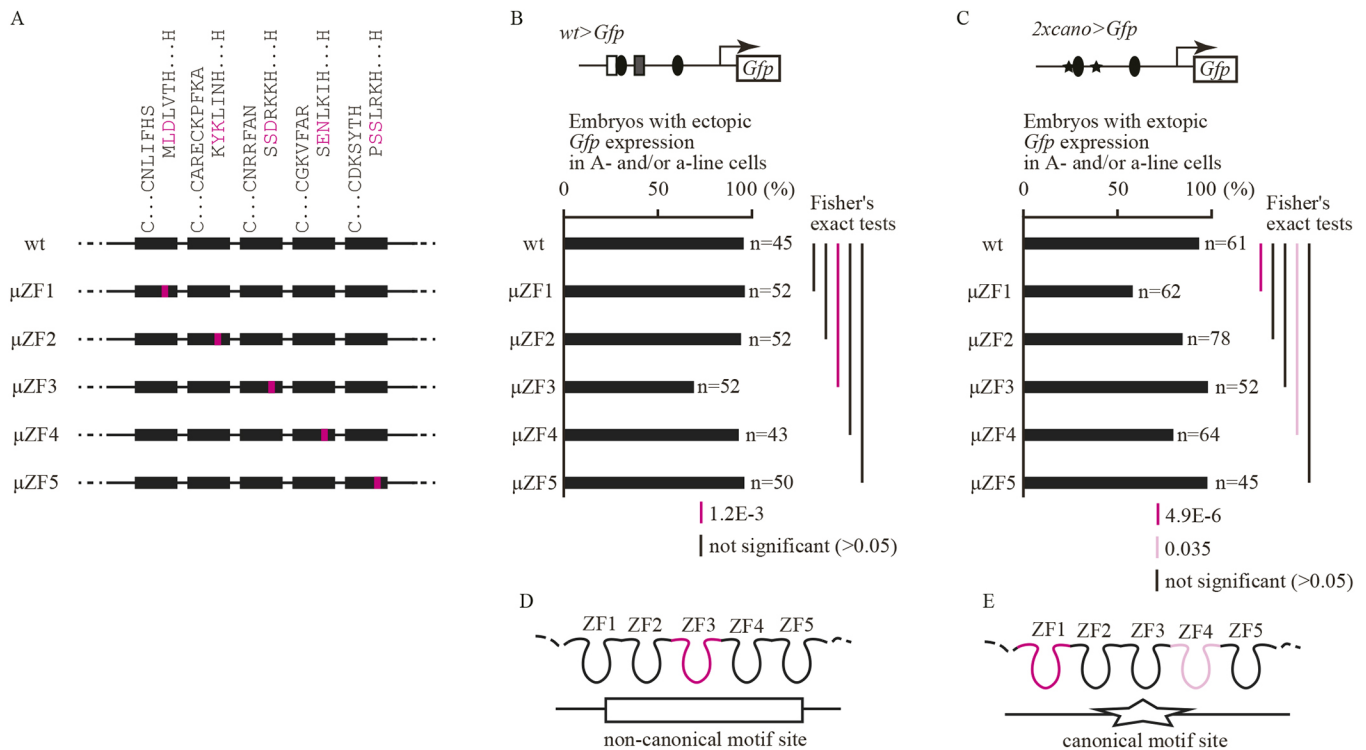 A
C...CNLIFHS
MLDLVTH...H
C...CARECKPFKA
KYKLINH...H
C...CNRRFAN
SSDRKKH...H
C...CGKVFAR
SENLKIH...H
C...CDKSYTH
PSSLRKH...H
wt
μZF1
μZF2
μZF3
μZF4
μZF5
B
wt>Gfp
Gfp
Embryos with ectopic
Gfp expression
in A- and/or a-line cells
0 50 100 (%)
Fisher's
exact tests
wt n=45
μZF1 n=52
μZF2 n=52
μZF3 n=52
μZF4 n=43
μZF5 n=50
1.2E-3
not significant (>0.05)
C
2xcano>Gfp
Gfp
Embryos with extopic
Gfp expression
in A- and/or a-line cells
0 50 100 (%)
Fisher's
exact tests
wt n=61
μZF1 n=62
μZF2 n=78
μZF3 n=52
μZF4 n=64
μZF5 n=45
4.9E-6
0.035
not significant (>0.05)
D
ZF1 ZF2 ZF3 ZF4 ZF5
non-canonical motif site
E
ZF1 ZF2 ZF3 ZF4 ZF5
canonical motif site